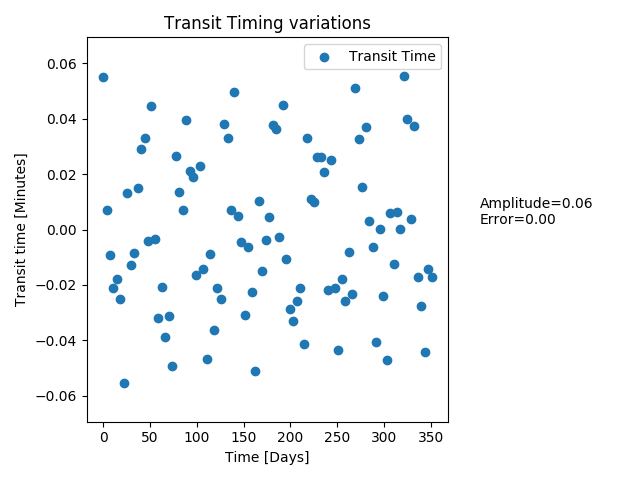 Transit Timing variations
Transit Time
Transit time [Minutes]
0.06
0.04
0.02
0.00
−0.02
−0.04
−0.06
0 50 100 150 200 250 300 350
Time [Days]
Amplitude=0.06
Error=0.00